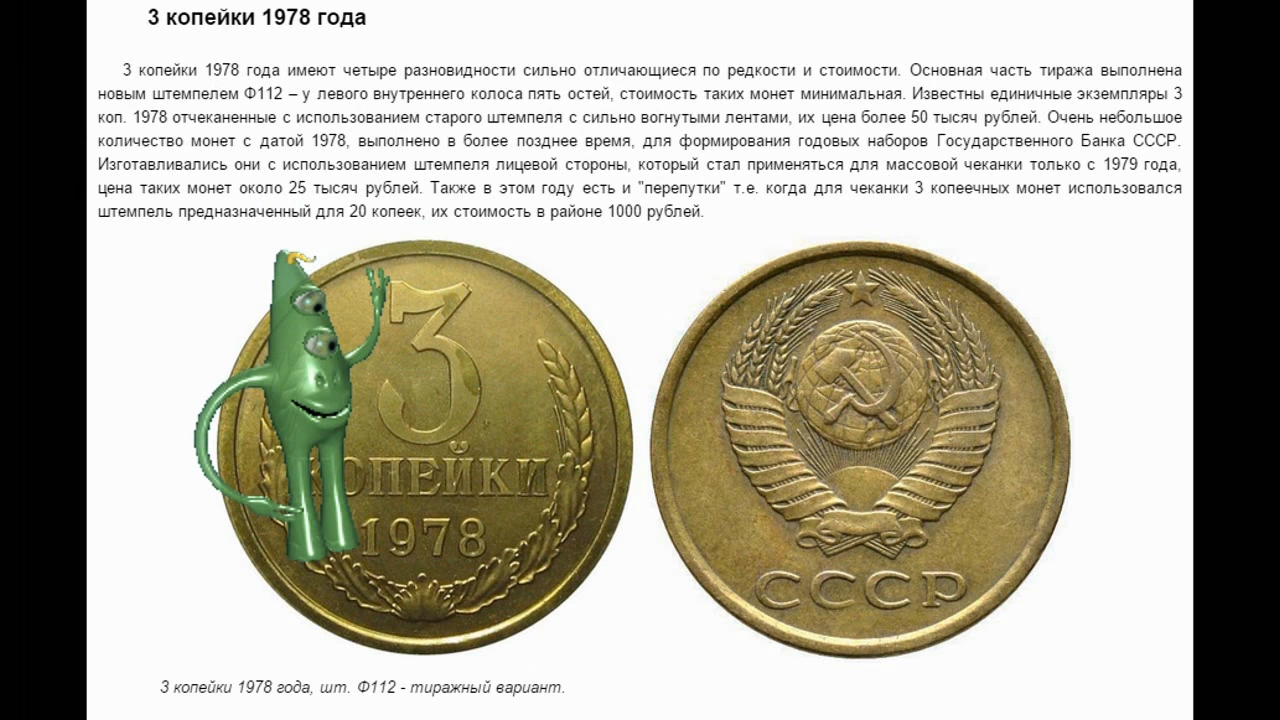 3 копейки 1978 года
3 копейки 1978 года имеют четыре разновидности сильно отличающиеся по редкости и стоимости. Основная часть тиража выполнена
новым штемпелем Ф112 – у левого внутреннего колоса пять остей, стоимость таких монет минимальная. Известны единичные экземпляры 3
коп. 1978 отчеканенные с использованием старого штемпеля с сильно вогнутыми лентами, их цена более 50 тысяч рублей. Очень небольшое
количество монет с датой 1978, выполнено в более позднее время, для формирования годовых наборов Государственного Банка СССР.
Изготавливались они с использованием штемпеля лицевой стороны, который стал применяться для массовой чеканки только с 1979 года,
цена таких монет около 25 тысяч рублей. Также в этом году есть и "перепутки" т.е. когда для чеканки 3 копеечных монет использовался
штемпель предназначенный для 20 копеек, их стоимость в районе 1000 рублей.
3
КОПЕЙКИ
1978
СССР
3 копейки 1978 года, шт. Ф112 - тиражный вариант.